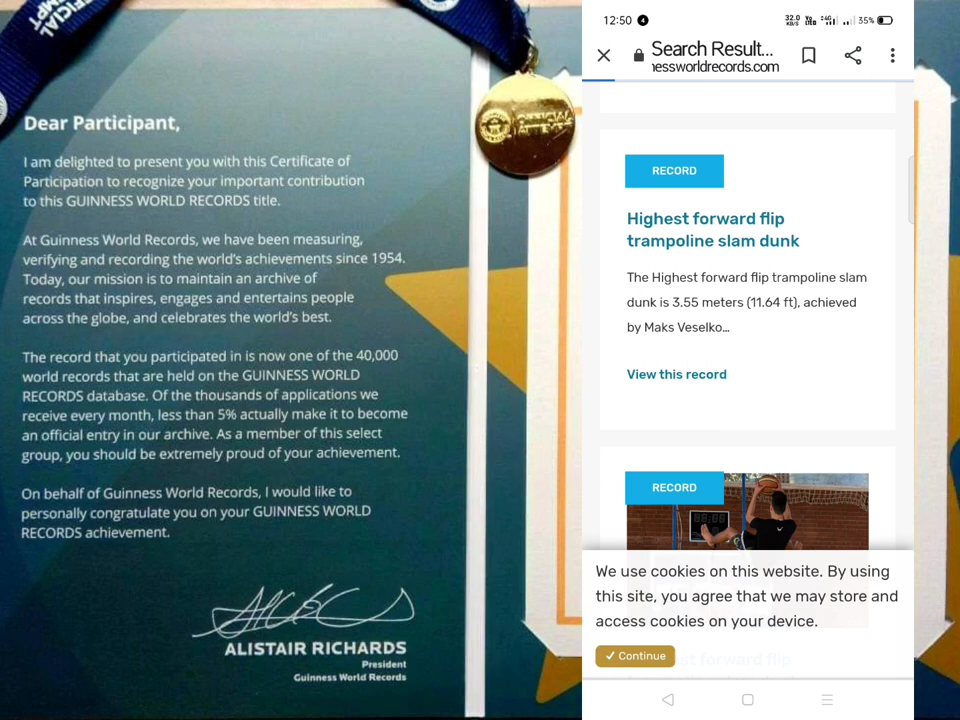 Dear Participant,
I am delighted to present you with this Certificate of
Participation to recognize your important contribution
to this GUINNESS WORLD RECORDS title.
At Guinness World Records, we have been measuring,
verifying and recording the world's achievements since 1954.
Today, our mission is to maintain an archive of
records that inspires, engages and entertains people
across the globe, and celebrates the world's best.
The record that you participated in is now one of the 40,000
world records that are held on the GUINNESS WORLD
RECORDS database. Of the thousands of applications we
receive every month, less than 5% actually make it to become
an official entry in our archive. As a member of this select
group, you should be extremely proud of your achievement.
On behalf of Guinness World Records, I would like to
personally congratulate you on your GUINNESS WORLD
RECORDS achievement.
ALISTAIR RICHARDS
President
Guinness World Records
12:50 4 32.0 KB/S 4G 35%
Search Result...
nessworldrecords.com
RECORD
Highest forward flip
trampoline slam dunk
The Highest forward flip trampoline slam
dunk is 3.55 meters (11.64 ft), achieved
by Maks Veselko...
View this record
RECORD
We use cookies on this website. By using
this site, you agree that we may store and
access cookies on your device.
✓ Continue
st forward flip